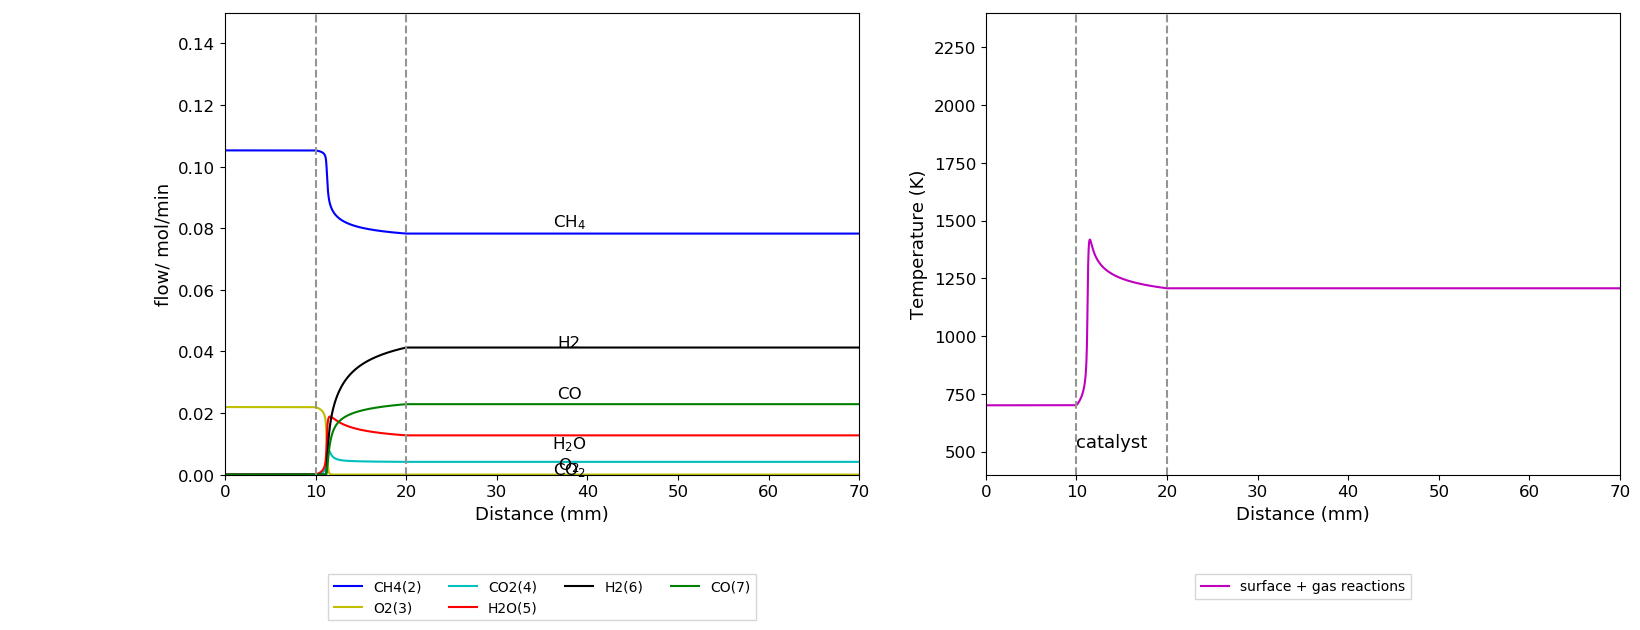 0.14
0.12
0.10
0.08
0.06
0.04
0.02
0.00
flow/ mol/min
CH₄
H2
CO
H₂O
O₂
CO₂
0 10 20 30 40 50 60 70
Distance (mm)
CH4(2) CO2(4) H2(6) CO(7)
O2(3) H2O(5)
2250
2000
1750
1500
1250
1000
750
500
Temperature (K)
catalyst
0 10 20 30 40 50 60 70
Distance (mm)
surface + gas reactions